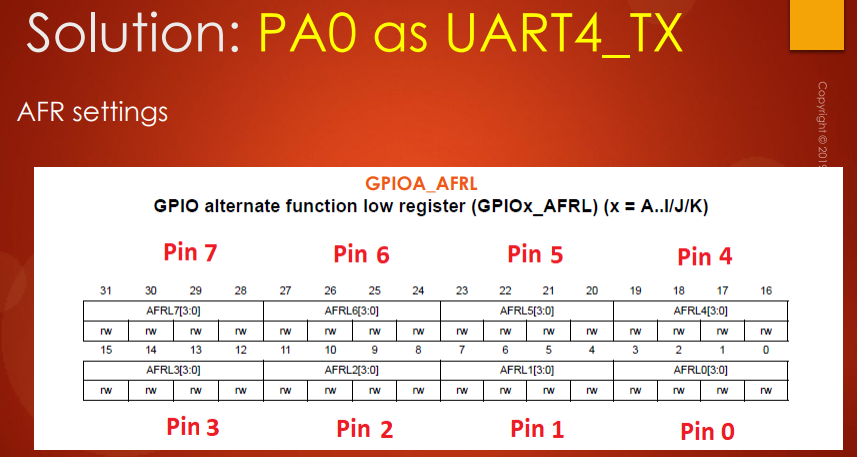 Solution: PA0 as UART4_TX
AFR settings
Copyright © 2019
GPIOA_AFRL
GPIO alternate function low register (GPIOx_AFRL) (x = A..I/J/K)
Pin 7 Pin 6 Pin 5 Pin 4
31 30 29 28 27 26 25 24 23 22 21 20 19 18 17 16
AFRL7[3:0] AFRL6[3:0] AFRL5[3:0] AFRL4[3:0]
rw rw rw rw rw rw rw rw rw rw rw rw rw rw rw rw
15 14 13 12 11 10 9 8 7 6 5 4 3 2 1 0
AFRL3[3:0] AFRL2[3:0] AFRL1[3:0] AFRL0[3:0]
rw rw rw rw rw rw rw rw rw rw rw rw rw rw rw rw
Pin 3 Pin 2 Pin 1 Pin 0